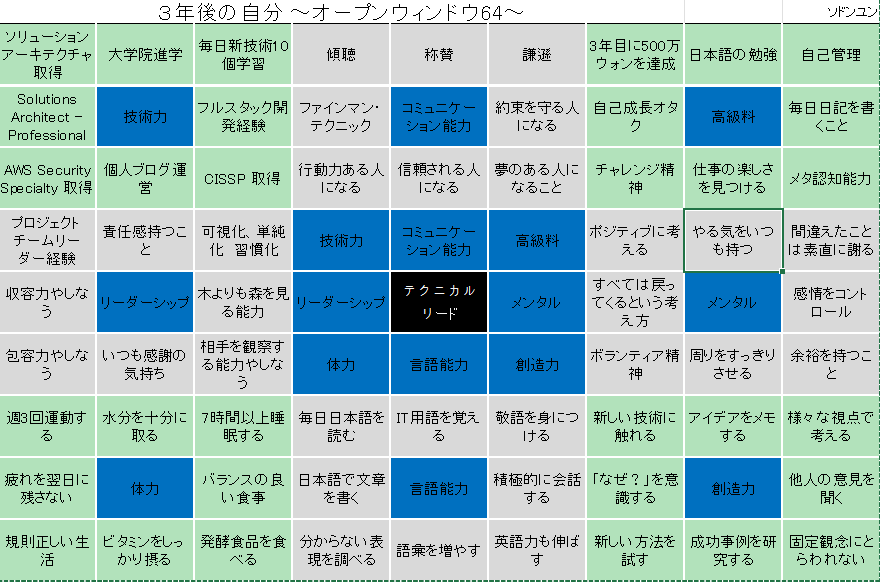 ３年後の自分 ～オープンウィンドウ64～
ソドンユン
ソリューション
アーキテクチャ
取得
大学院進学
毎日新技術10
個学習
傾聴
称賛
謙遜
3年目に500万
ウォンを達成
日本語の勉強
自己管理
Solutions
Architect –
Professional
技術力
フルスタック開
発経験
ファインマン・
テクニック
コミュニケー
ション能力
約束を守る人
になる
自己成長オタ
ク
高級料
毎日日記を書
くこと
AWS Security
Specialty 取得
個人ブログ運
営
CISSP 取得
行動力ある人
になる
信頼される人
になる
夢のある人に
なること
チャレンジ精
神
仕事の楽しさ
を見つける
メタ認知能力
プロジェクト
チームリー
ダー経験
責任感持つこ
と
可視化、単純
化　習慣化
技術力
コミュニケー
ション能力
高級料
ポジティブに考
える
やる気をいつ
も持つ
間違えたこと
は素直に謝る
収容力やしな
う
リーダーシップ
木よりも森を見
る能力
リーダーシップ
テクニカル
リード
メンタル
すべては戻っ
てくるという考
え方
メンタル
感情をコント
ロール
包容力やしな
う
いつも感謝の
気持ち
相手を観察す
る能力やしな
う
体力
言語能力
創造力
ボランティア精
神
周りをすっきり
させる
余裕を持つこ
と
週3回運動す
る
水分を十分に
取る
7時間以上睡
眠する
毎日日本語を
読む
IT用語を覚え
る
敬語を身につ
ける
新しい技術に
触れる
アイデアをメモ
する
様々な視点で
考える
疲れを翌日に
残さない
体力
バランスの良
い食事
日本語で文章
を書く
言語能力
積極的に会話
する
「なぜ？」を意
識する
創造力
他人の意見を
聞く
規則正しい生
活
ビタミンをしっ
かり摂る
発酵食品を食
べる
分からない表
現を調べる
語彙を増やす
英語力も伸ば
す
新しい方法を
試す
成功事例を研
究する
固定観念にと
らわれない